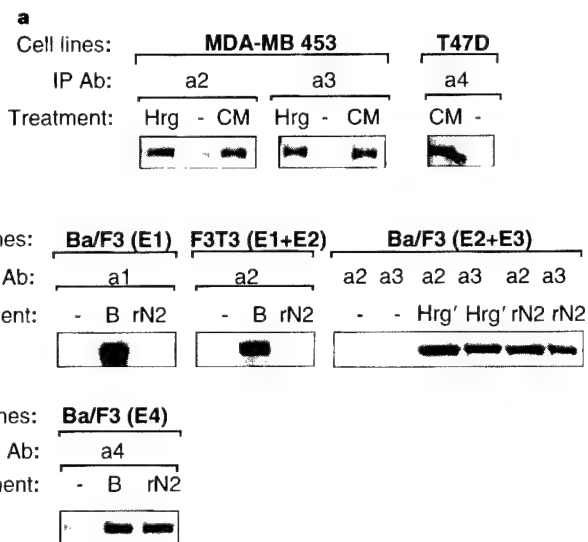 a
Cell lines: MDA-MB 453 T47D
IP Ab: a2 a3 a4
Treatment: Hrg - CM Hrg - CM CM -
nes: Ba/F3 (E1) F3T3 (E1+E2) Ba/F3 (E2+E3)
Ab: a1 a2 a2 a3 a2 a3 a2 a3
ent: - B rN2 - B rN2 - - Hrg′ Hrg′ rN2 rN2
nes: Ba/F3 (E4)
Ab: a4
nent: - B rN2